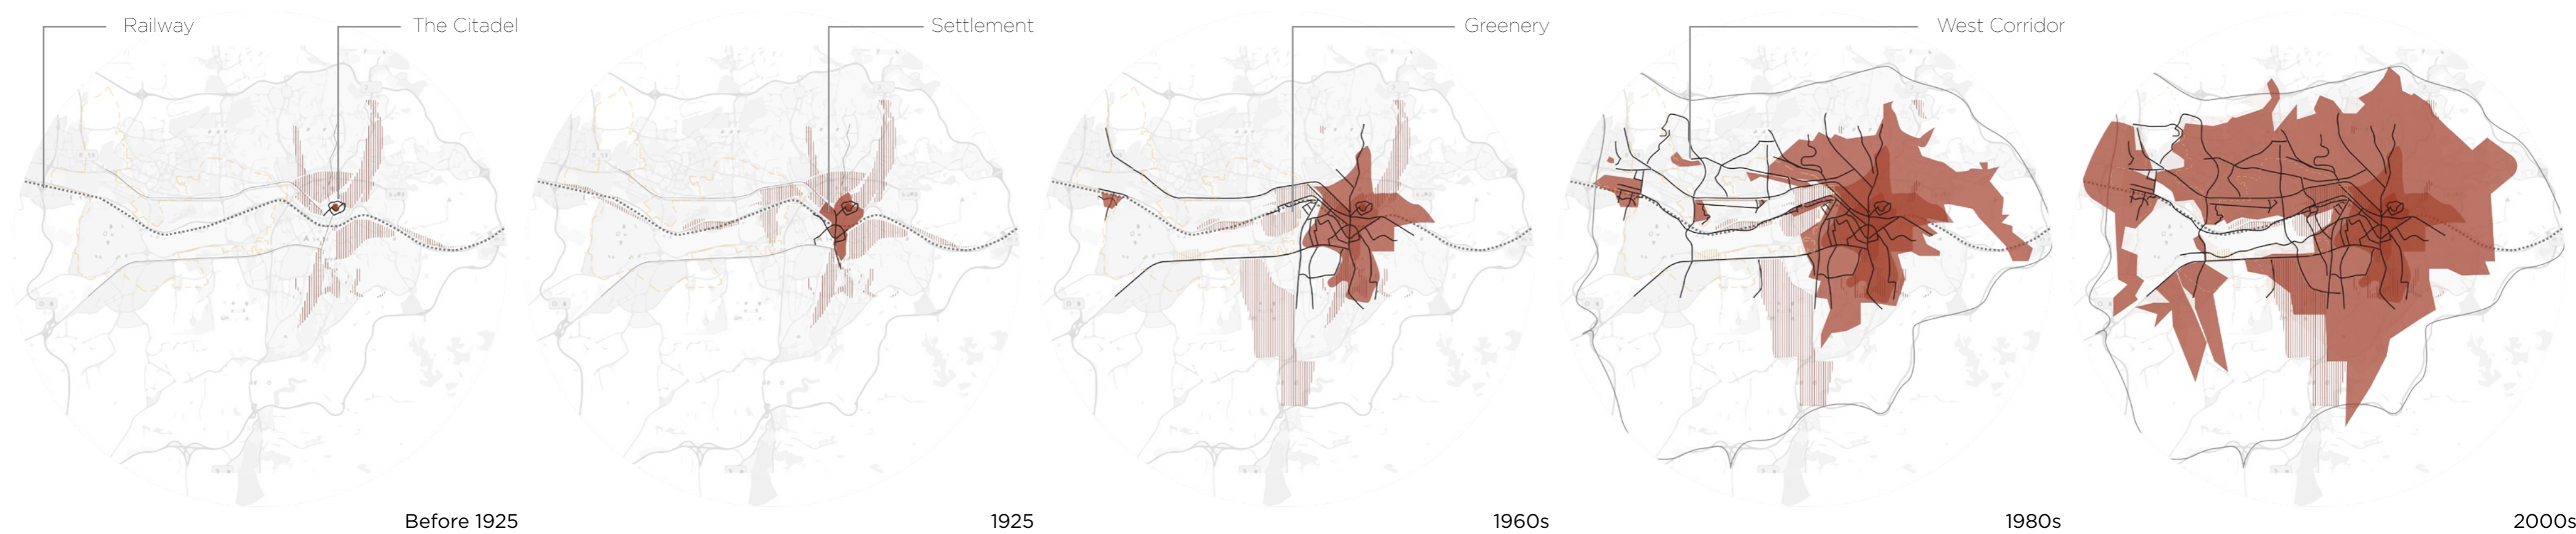 Railway
The Citadel
Settlement
Greenery
West Corridor
Before 1925
1925
1960s
1980s
2000s